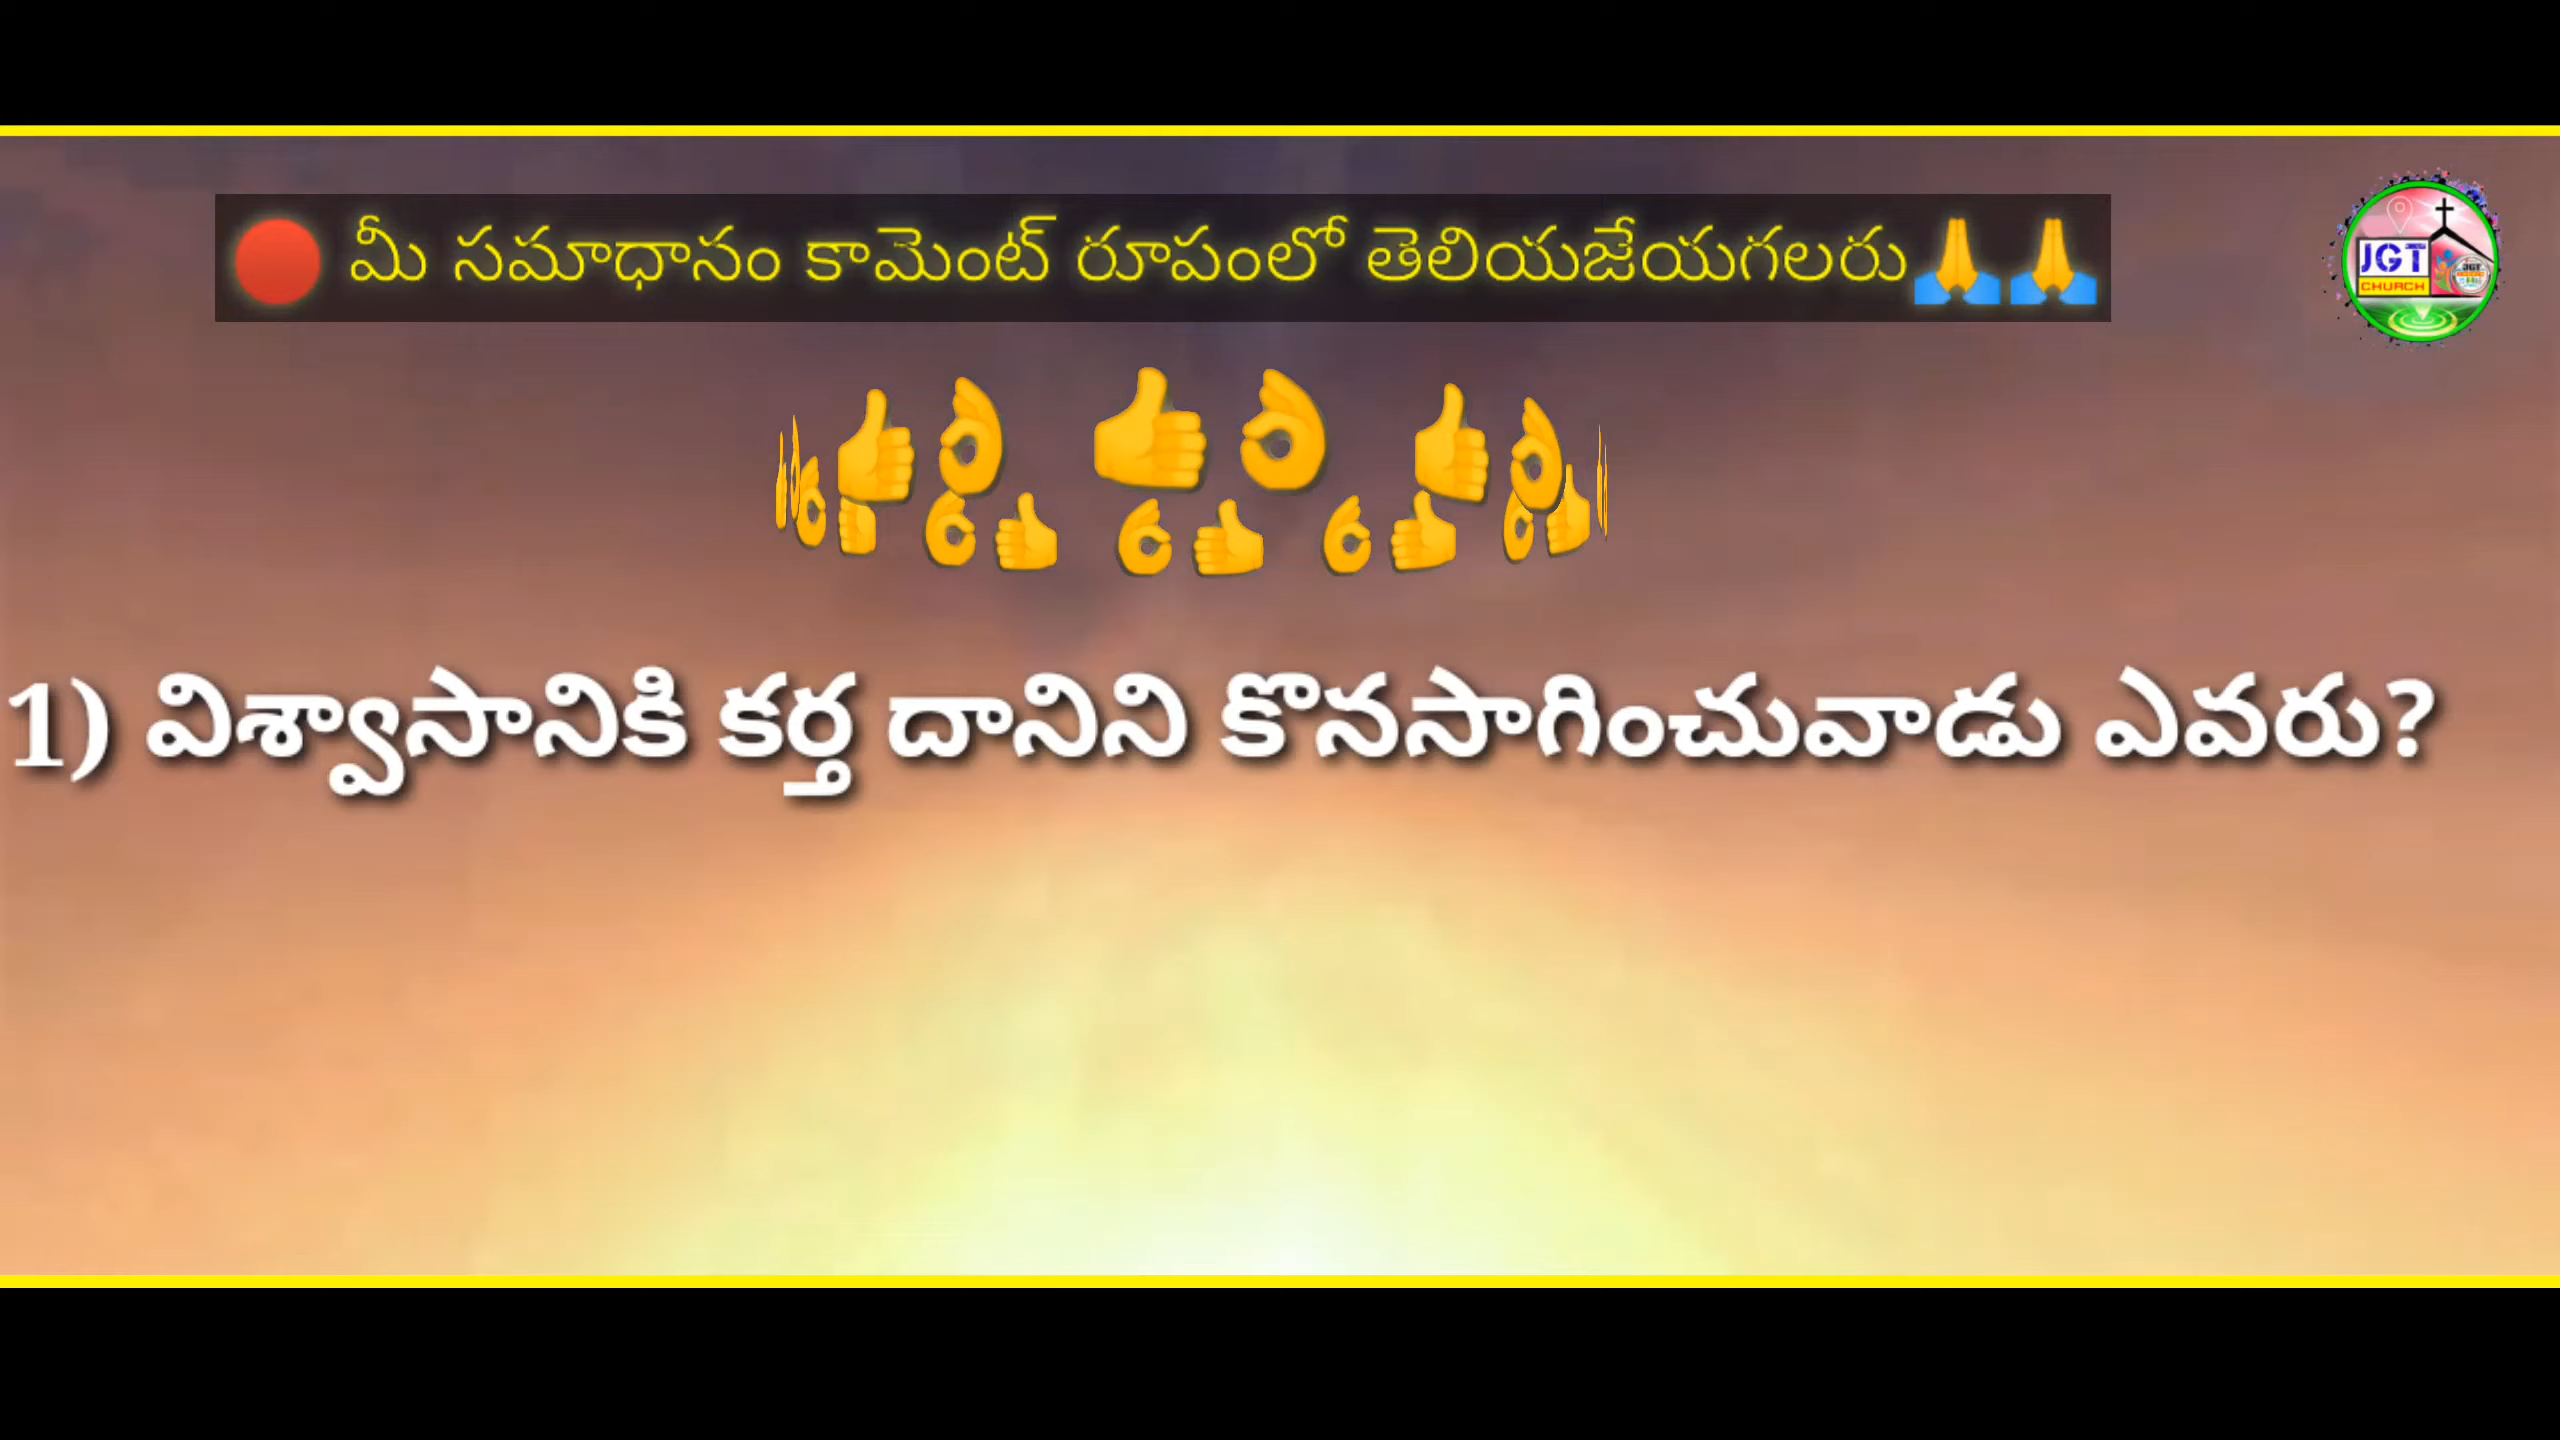 🔴 మీ సమాధానం కామెంట్ రూపంలో తెలియజేయగలరు🙏🙏
JGT
CHURCH
1) విశ్వాసానికి కర్త దానిని కొనసాగించువాడు ఎవరు?